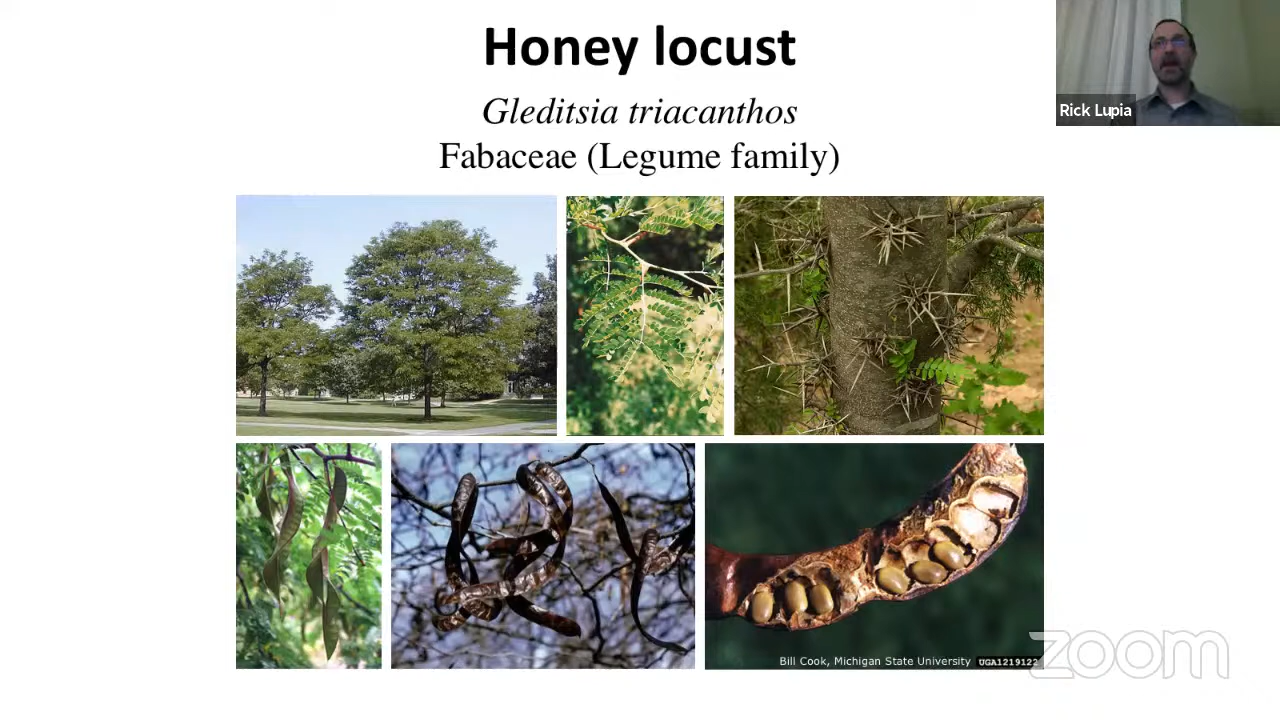 Honey locust
Gleditsia triacanthos
Fabaceae (Legume family)
Rick Lupia
Bill Cook, Michigan State University UGA1219122
zoom